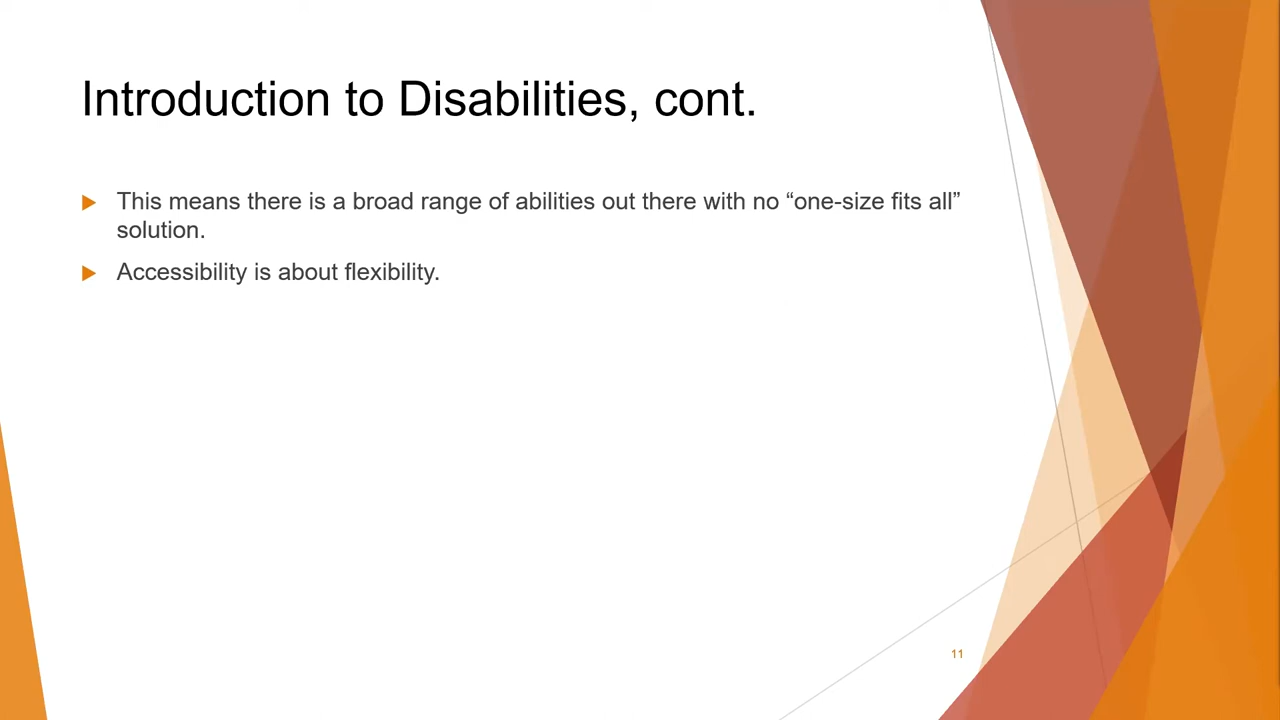 Introduction to Disabilities, cont.
This means there is a broad range of abilities out there with no “one-size fits all”
solution.
Accessibility is about flexibility.
11